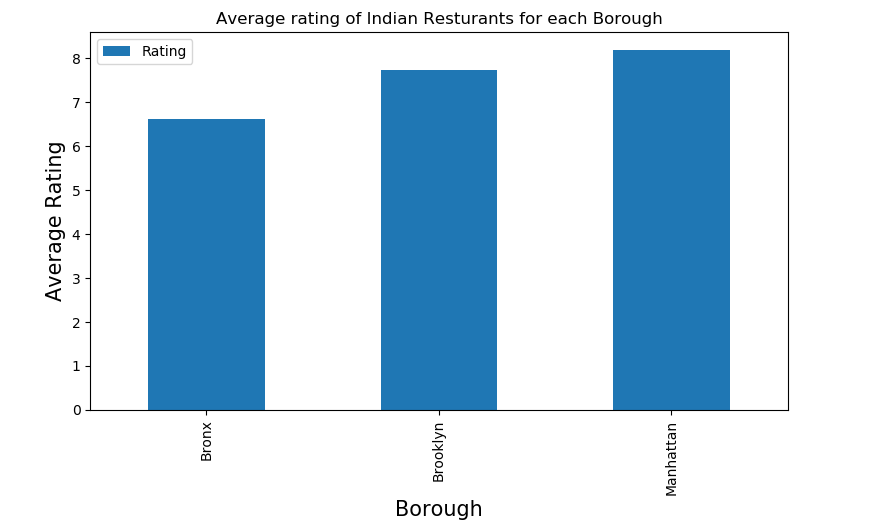 Average rating of Indian Resturants for each Borough
Rating
Average Rating
8
7
6
5
4
3
2
1
0
Bronx
Brooklyn
Manhattan
Borough